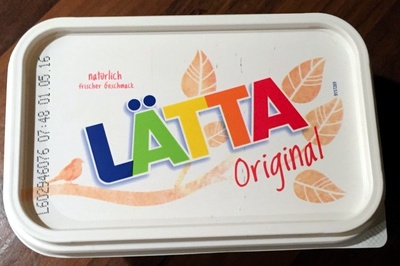 natürlich
frischer Geschmack
LÄTTA
Original
L602946076 07:48 01.05.16